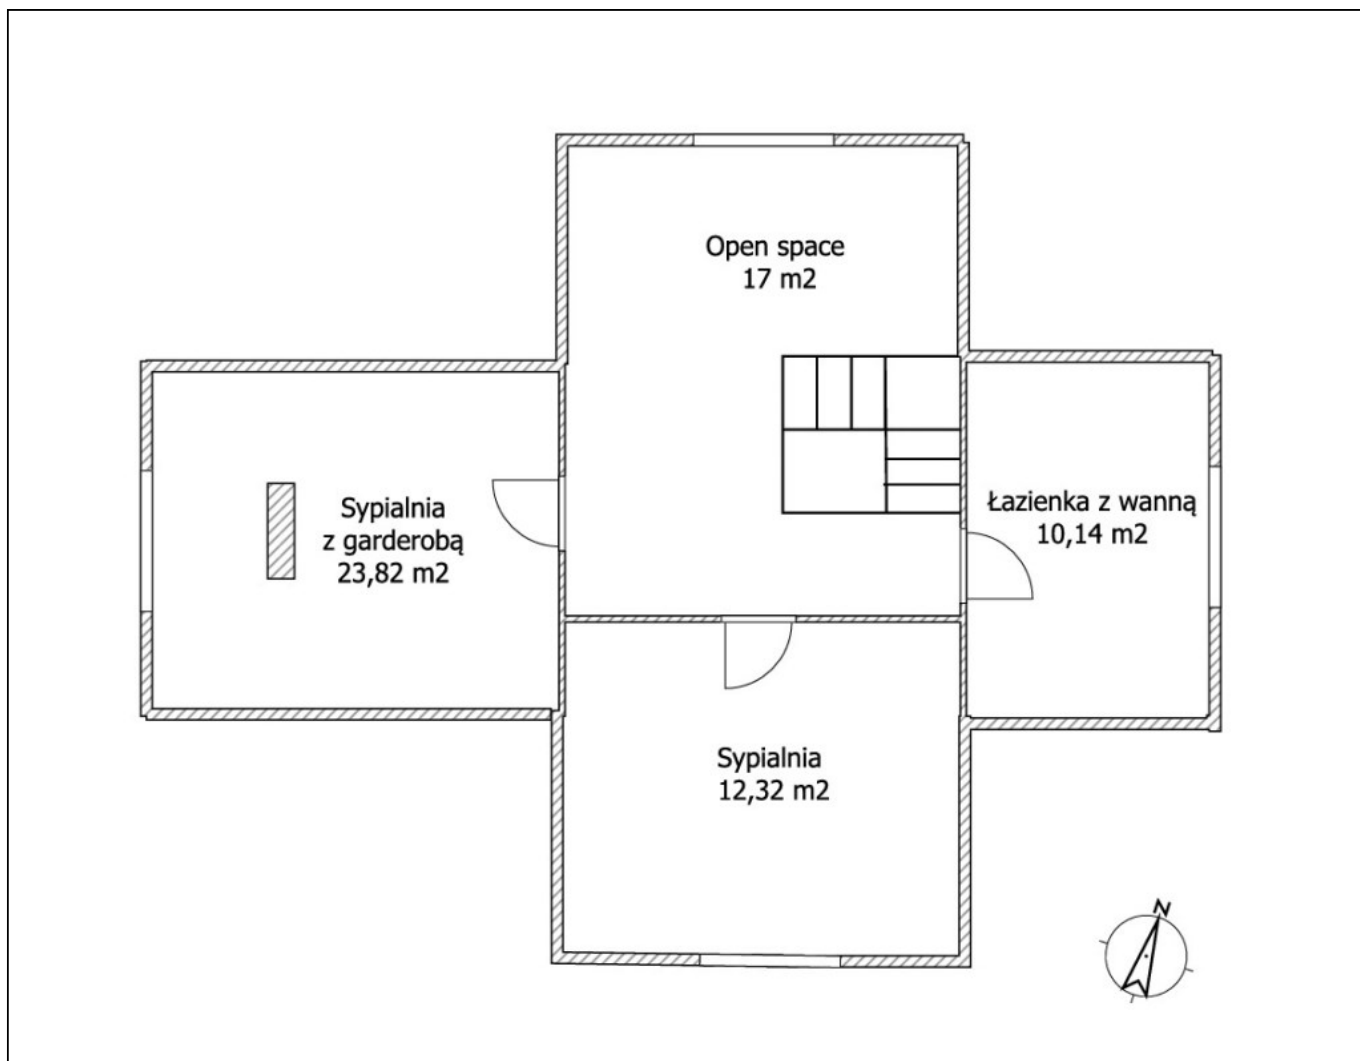 Open space
17 m2
Sypialnia
z garderobą
23,82 m2
Łazienka z wanną
10,14 m2
Sypialnia
12,32 m2
N